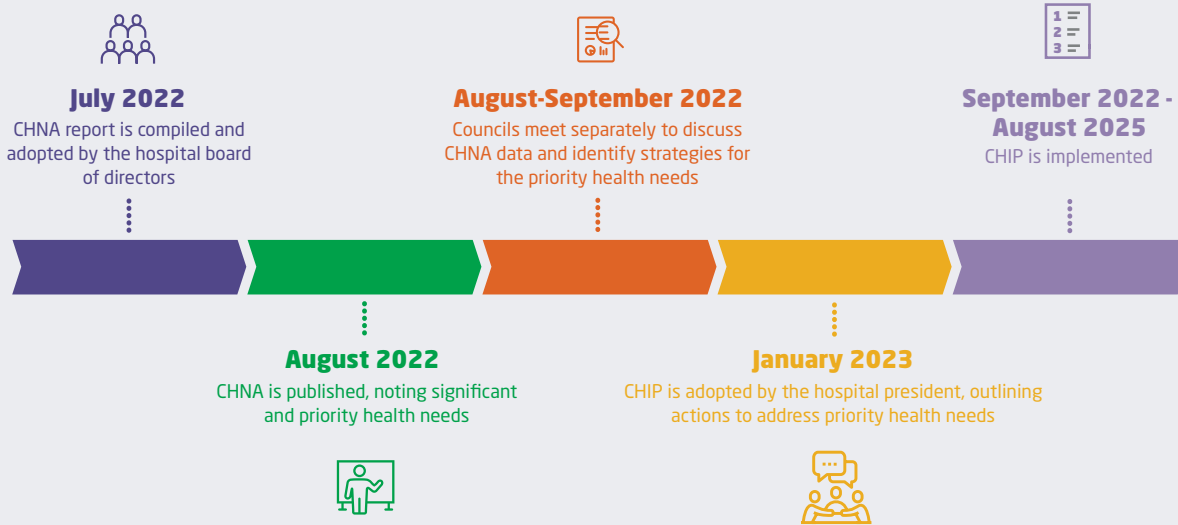 July 2022
CHNA report is compiled and
adopted by the hospital board
of directors
August 2022
CHNA is published, noting significant
and priority health needs
August-September 2022
Councils meet separately to discuss
CHNA data and identify strategies for
the priority health needs
January 2023
CHIP is adopted by the hospital president, outlining
actions to address priority health needs
1
2
3
September 2022 -
August 2025
CHIP is implemented